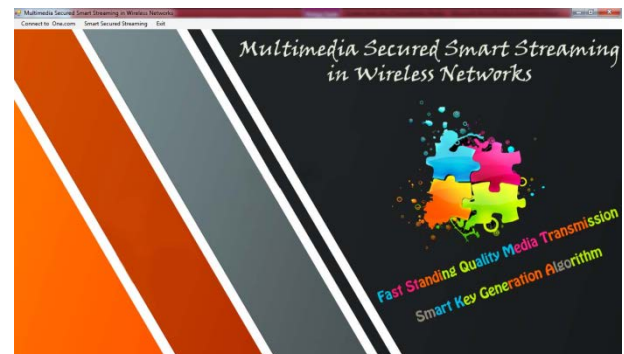 Multimedia Secured Smart Streaming in Wireless Networks
Connect to One.com Smart Secured Streaming Exit
Multimedia Secured Smart Streaming
in Wireless Networks
Fast Standing Quality Media Transmission
Smart Key Generation Algorithm